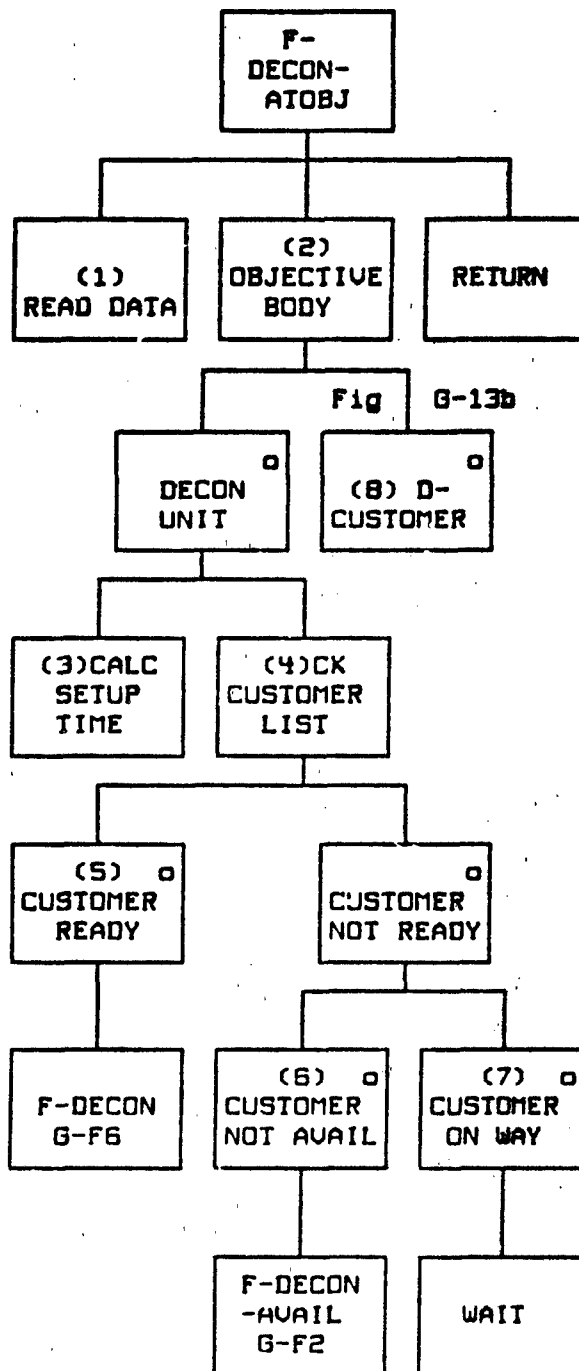 F-
DECON-
ATOBJ
(1)
READ DATA
(2)
OBJECTIVE
BODY
RETURN
Fig G-13b
DECON
UNIT
(8) D-
CUSTOMER
(3)CALC
SETUP
TIME
(4)CK
CUSTOMER
LIST
(5)
CUSTOMER
READY
CUSTOMER
NOT READY
F-DECON
G-F6
(6)
CUSTOMER
NOT AVAIL
(7)
CUSTOMER
ON WAY
F-DECON
-AVAIL
G-F2
WAIT